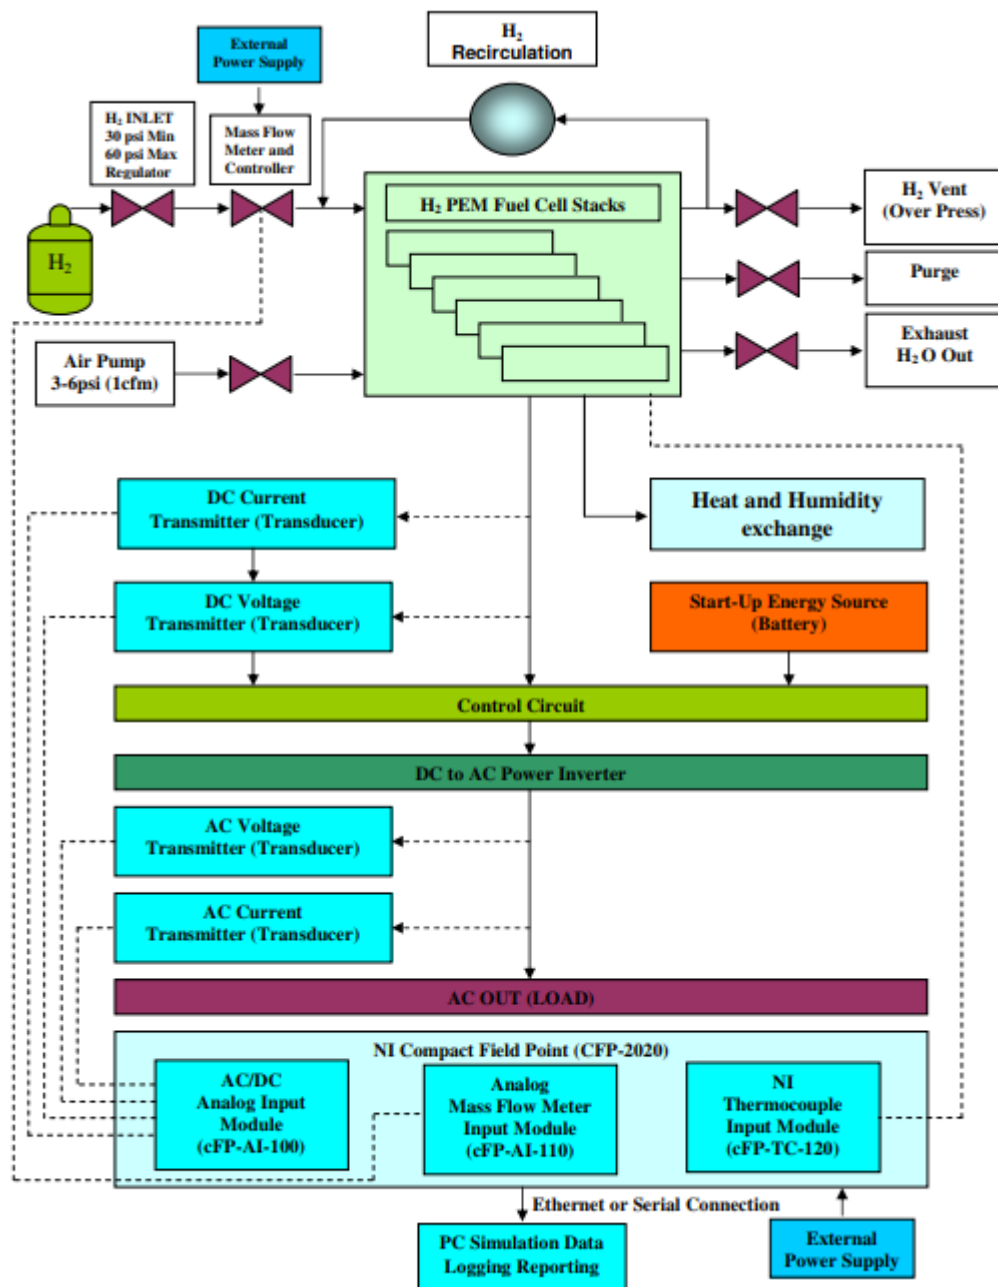 H₂
Recirculation
External
Power Supply
H₂ INLET
30 psi Min
60 psi Max
Regulator
Mass Flow
Meter and
Controller
H₂
H₂ PEM Fuel Cell Stacks
H₂ Vent
(Over Press)
Purge
Exhaust
H₂O Out
Air Pump
3-6psi (1cfm)
DC Current
Transmitter (Transducer)
Heat and Humidity
exchange
DC Voltage
Transmitter (Transducer)
Start-Up Energy Source
(Battery)
Control Circuit
DC to AC Power Inverter
AC Voltage
Transmitter (Transducer)
AC Current
Transmitter (Transducer)
AC OUT (LOAD)
NI Compact Field Point (CFP-2020)
AC/DC
Analog Input
Module
(cFP-AI-100)
Analog
Mass Flow Meter
Input Module
(cFP-AI-110)
NI
Thermocouple
Input Module
(cFP-TC-120)
Ethernet or Serial Connection
PC Simulation Data
Logging Reporting
External
Power Supply